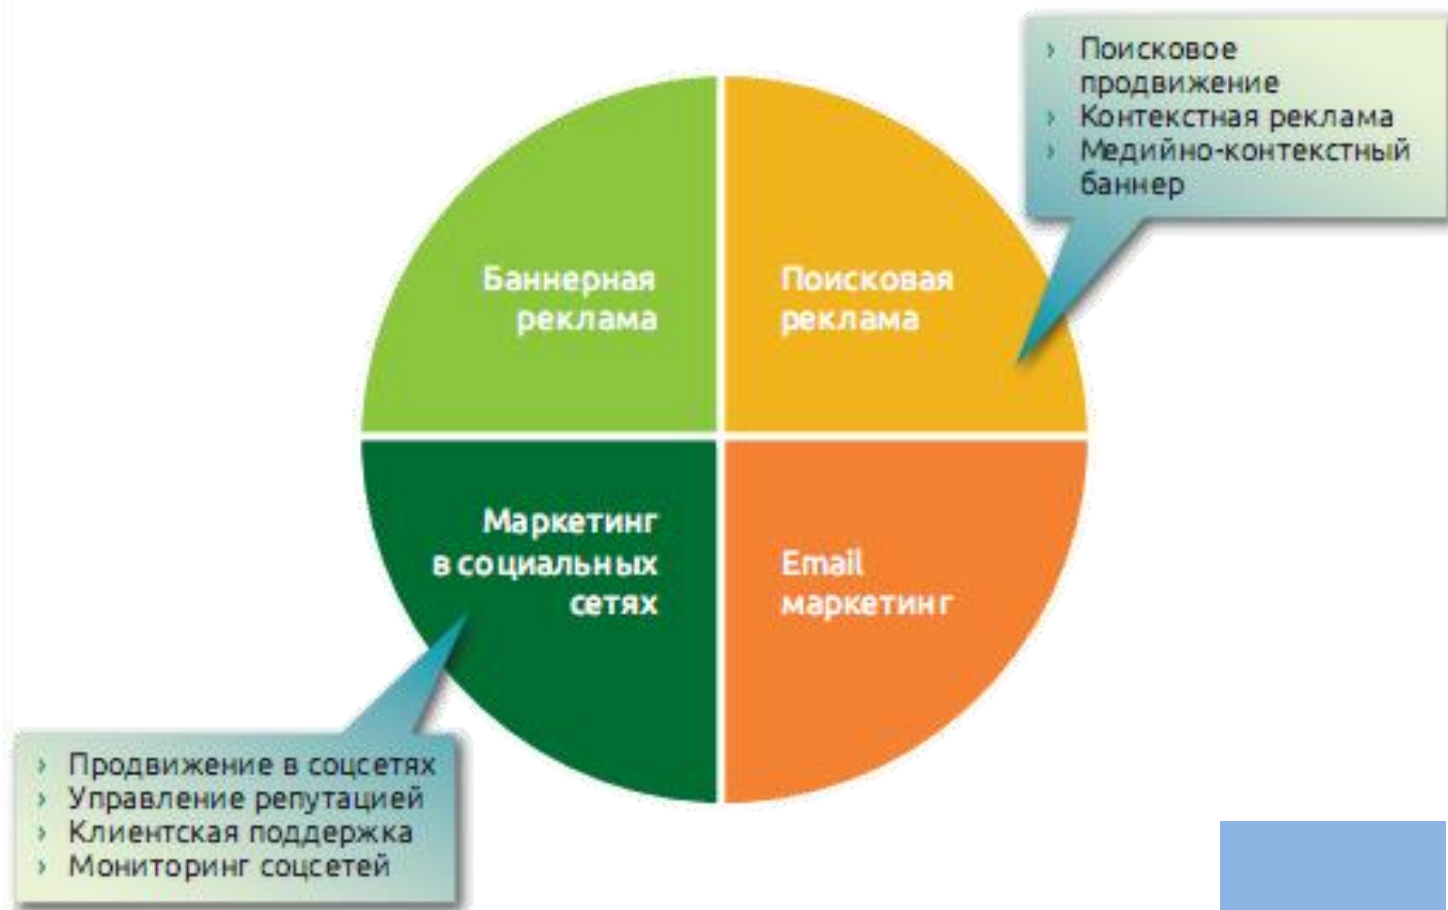 › Поисковое
продвижение
› Контекстная реклама
› Медийно-контекстный
баннер
Баннерная
реклама
Поисковая
реклама
Маркетинг
в социальных
сетях
Email
маркетинг
› Продвижение в соцсетях
› Управление репутацией
› Клиентская поддержка
› Мониторинг соцсетей